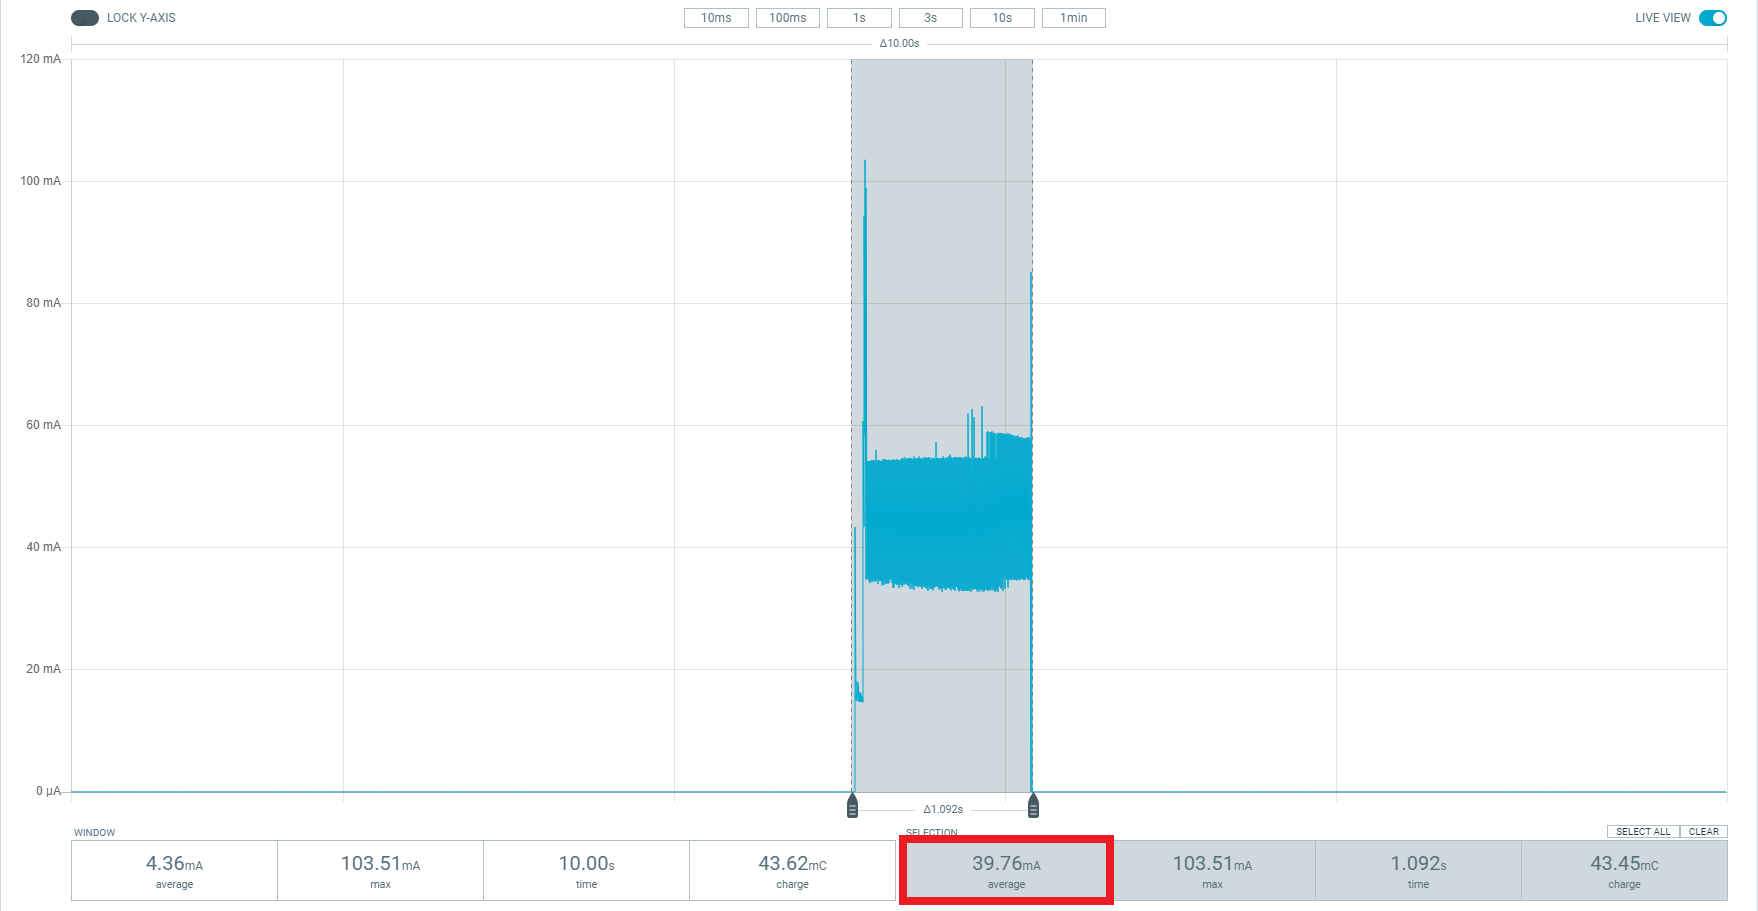 LOCK Y-AXIS
10ms 100ms 1s 3s 10s 1min
LIVE VIEW
Δ10.00s
120 mA
100 mA
80 mA
60 mA
40 mA
20 mA
0 µA
Δ1.092s
WINDOW
SELECTION
SELECT ALL CLEAR
4.36mA 103.51mA 10.00s 43.62mC 39.76mA 103.51mA 1.092s 43.45mC
average max time charge average max time charge